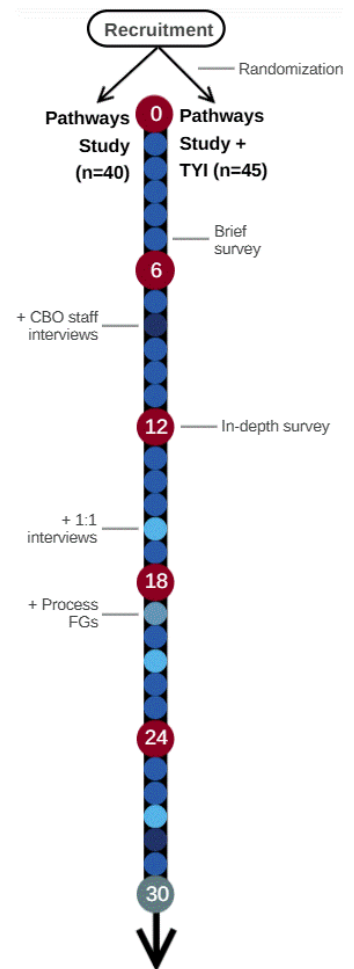 Recruitment
Randomization
Pathways
Study
(n=40)
0
Pathways
Study +
TYI (n=45)
Brief
survey
6
+ CBO staff
interviews
12
In-depth survey
+ 1:1
interviews
18
+ Process
FGs
24
30